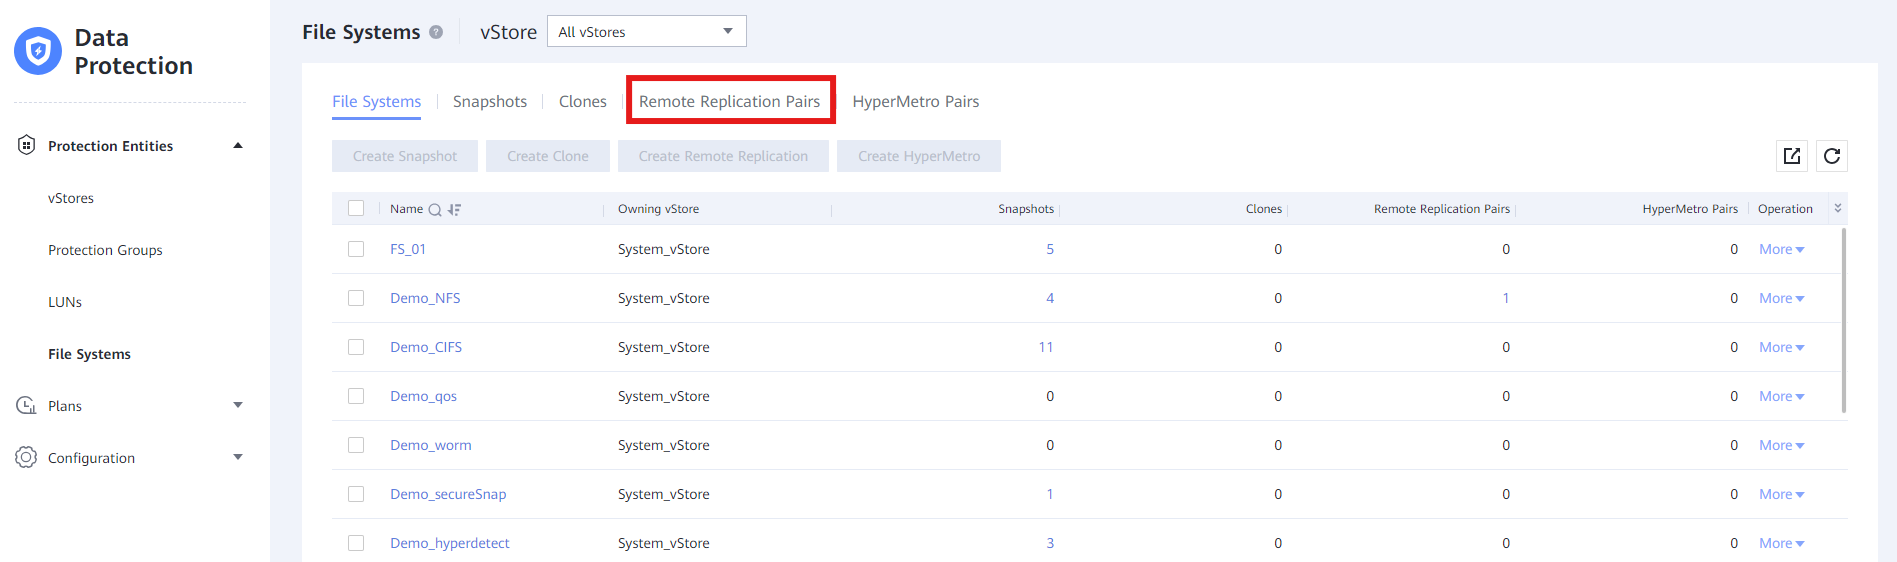 Data
Protection
Protection Entities
vStores
Protection Groups
LUNs
File Systems
Plans
Configuration
File Systems ? vStore All vStores
File Systems Snapshots Clones Remote Replication Pairs HyperMetro Pairs
Create Snapshot Create Clone Create Remote Replication Create HyperMetro
Name Owning vStore Snapshots Clones Remote Replication Pairs HyperMetro Pairs Operation
FS_01 System_vStore 5 0 0 0 More
Demo_NFS System_vStore 4 0 1 0 More
Demo_CIFS System_vStore 11 0 0 0 More
Demo_qos System_vStore 0 0 0 0 More
Demo_worm System_vStore 0 0 0 0 More
Demo_secureSnap System_vStore 1 0 0 0 More
Demo_hyperdetect System_vStore 3 0 0 0 More